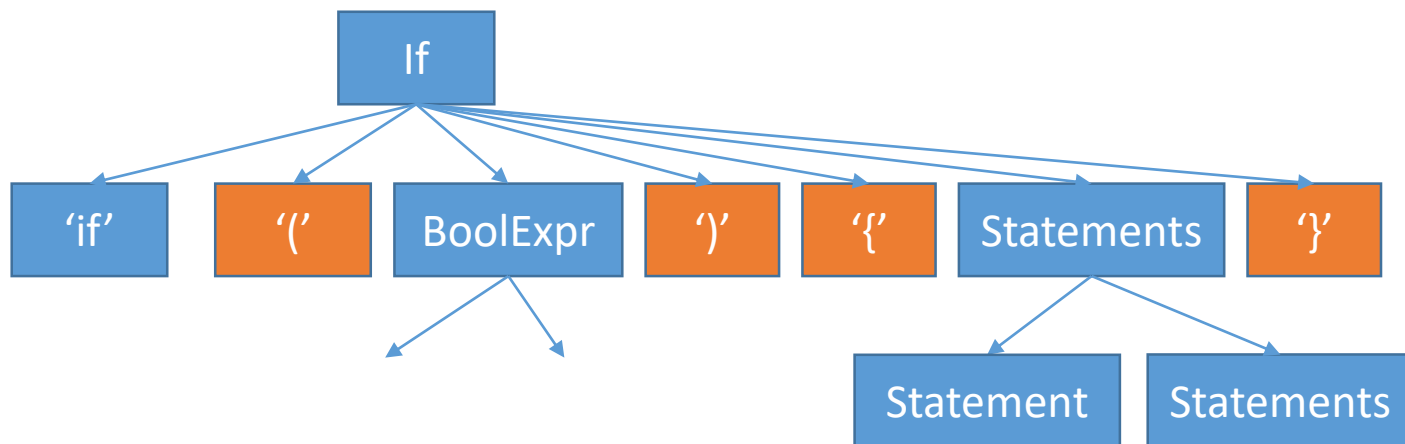 If
‘if’ ‘(’ BoolExpr ‘)’ ‘{’ Statements ‘}’
Statement Statements